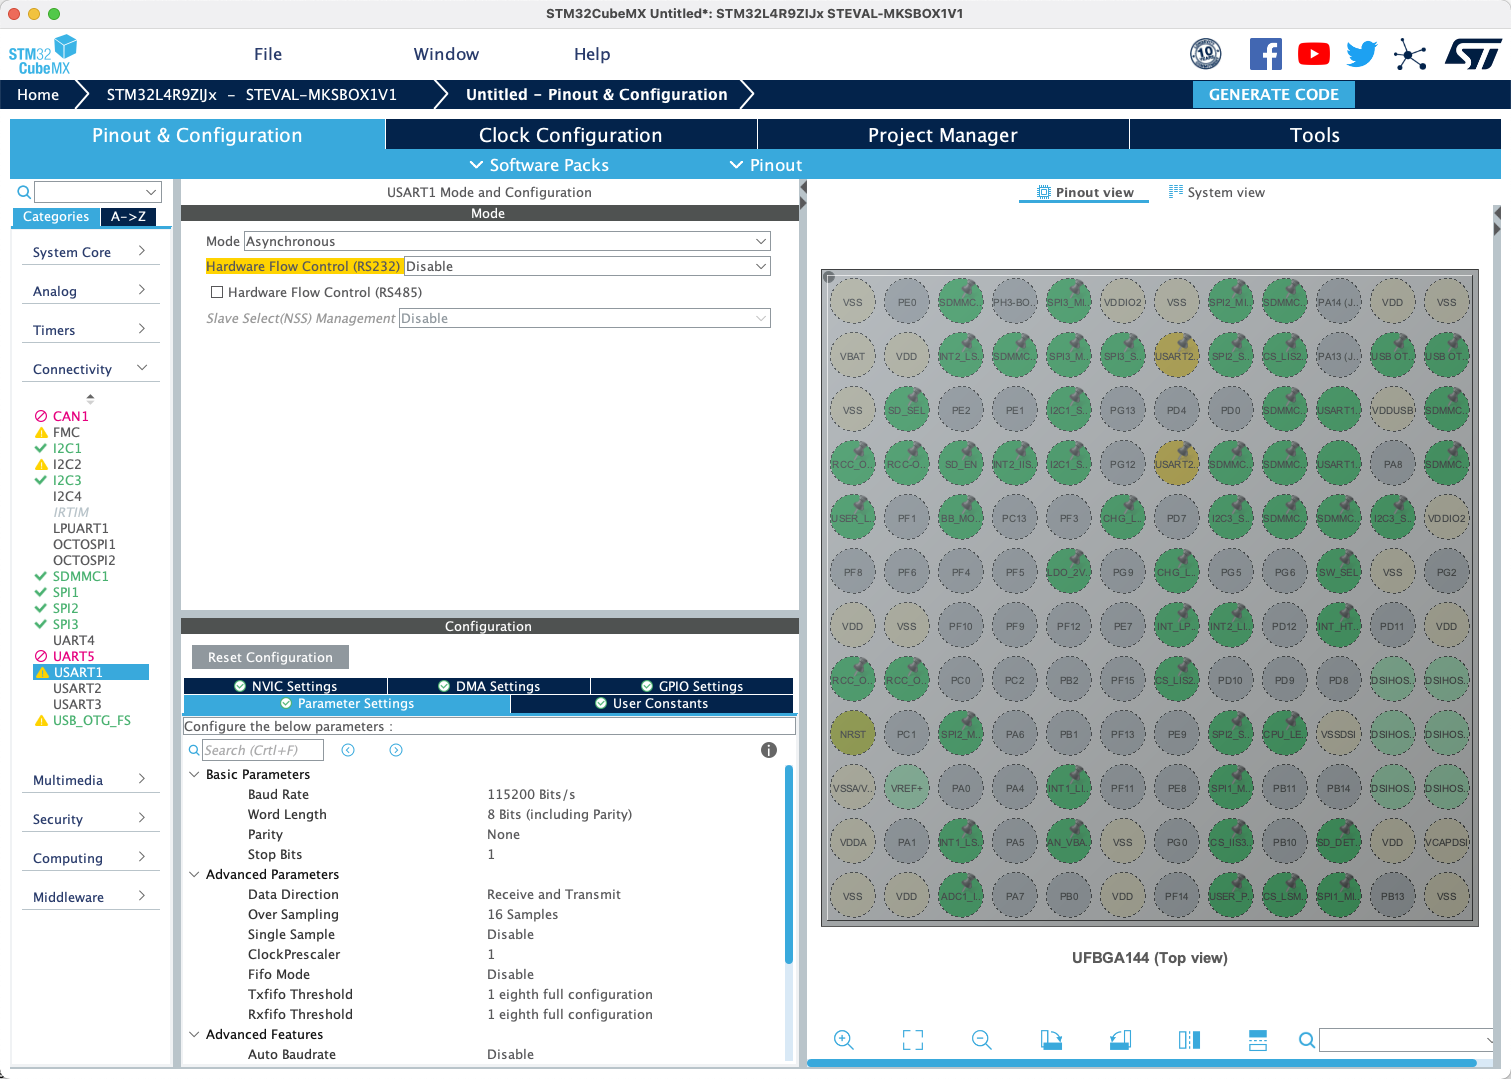 STM32CubeMX Untitled*: STM32L4R9ZIJx STEVAL-MKSBOX1V1
STM32 CubeMX
File Window Help
10
Home STM32L4R9ZIJx - STEVAL-MKSBOX1V1 Untitled - Pinout & Configuration GENERATE CODE
Pinout & Configuration Clock Configuration Project Manager Tools
Software Packs Pinout
Categories A->Z
System Core
Analog
Timers
Connectivity
CAN1
FMC
I2C1
I2C2
I2C3
I2C4
IRTIM
LPUART1
OCTOSPI1
OCTOSPI2
SDMMC1
SPI1
SPI2
SPI3
UART4
UART5
USART1
USART2
USART3
USB_OTG_FS
Multimedia
Security
Computing
Middleware
USART1 Mode and Configuration
Mode
Mode Asynchronous
Hardware Flow Control (RS232) Disable
Hardware Flow Control (RS485)
Slave Select(NSS) Management Disable
Configuration
Reset Configuration
NVIC Settings DMA Settings GPIO Settings
Parameter Settings User Constants
Configure the below parameters :
Search (Crtl+F)
Basic Parameters
Baud Rate 115200 Bits/s
Word Length 8 Bits (including Parity)
Parity None
Stop Bits 1
Advanced Parameters
Data Direction Receive and Transmit
Over Sampling 16 Samples
Single Sample Disable
ClockPrescaler 1
Fifo Mode Disable
Txfifo Threshold 1 eighth full configuration
Rxfifo Threshold 1 eighth full configuration
Advanced Features
Auto Baudrate Disable
Pinout view System view
VSS PE0 SDMMC.. PH3-BO.. SPI3_MI.. VDDIO2 VSS SPI2_MI.. SDMMC.. PA14 (J.. VDD VSS
VBAT VDD INT2_LS.. SDMMC.. SPI3_M.. SPI3_S.. USART2.. SPI2_S.. CS_LIS2.. PA13 (J.. USB OT.. USB OT..
VSS SD_SEL PE2 PE1 I2C1_S.. PG13 PD4 PD0 SDMMC.. USART1.. VDDUSB SDMMC..
RCC_O.. RCC-O.. SD_EN INT2_IIS.. I2C1_S.. PG12 USART2.. SDMMC.. SDMMC.. USART1.. PA8 SDMMC..
USER_L.. PF1 BB_MO.. PC13 PF3 CHG_L.. PD7 I2C3_S.. SDMMC.. SDMMC.. I2C3_S.. VDDIO2
PF8 PF6 PF4 PF5 LDO_2V.. PG9 CHG_L.. PG5 PG6 SW_SEL VSS PG2
VDD VSS PF10 PF9 PF12 PE7 INT_LP.. INT2_LI.. PD12 INT_HT.. PD11 VDD
RCC_O.. RCC_O.. PC0 PC2 PB2 PF15 CS_LIS2.. PD10 PD9 PD8 DSIHOS.. DSIHOS..
NRST PC1 SPI2_M.. PA6 PB1 PF13 PE9 SPI2_S.. CPU_LE.. VSSDSI DSIHOS.. DSIHOS..
VSSA/V.. VREF+ PA0 PA4 INT1_LI.. PF11 PE8 SPI1_M.. PB11 PB14 DSIHOS.. DSIHOS..
VDDA PA1 INT1_LS.. PA5 AN_VBA.. VSS PG0 CS_IIS3.. PB10 SD_DET.. VDD VCAPDSI
VSS VDD ADC1_I.. PA7 PB0 VDD PF14 USER_P.. CS_LSM.. SPI1_MI.. PB13 VSS
UFBGA144 (Top view)